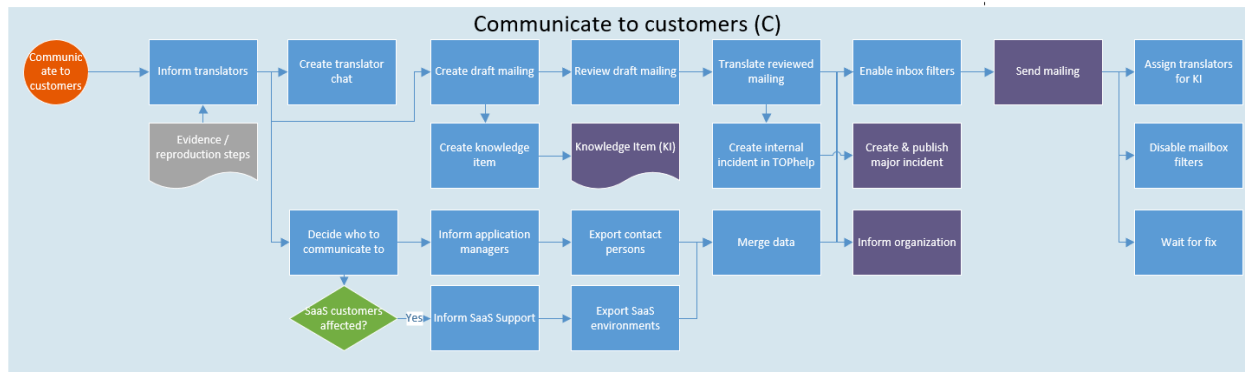 Communicate to customers (C)
Communic
ate to
customers
Inform translators
Create translator
chat
Create draft mailing
Review draft mailing
Translate reviewed
mailing
Enable inbox filters
Send mailing
Assign translators
for KI
Evidence /
reproduction steps
Create knowledge
item
Knowledge Item (KI)
Create internal
incident in TOPhelp
Create & publish
major incident
Disable mailbox
filters
Decide who to
communicate to
Inform application
managers
Export contact
persons
Merge data
Inform organization
Wait for fix
SaaS customers
affected?
Yes
Inform SaaS Support
Export SaaS
environments